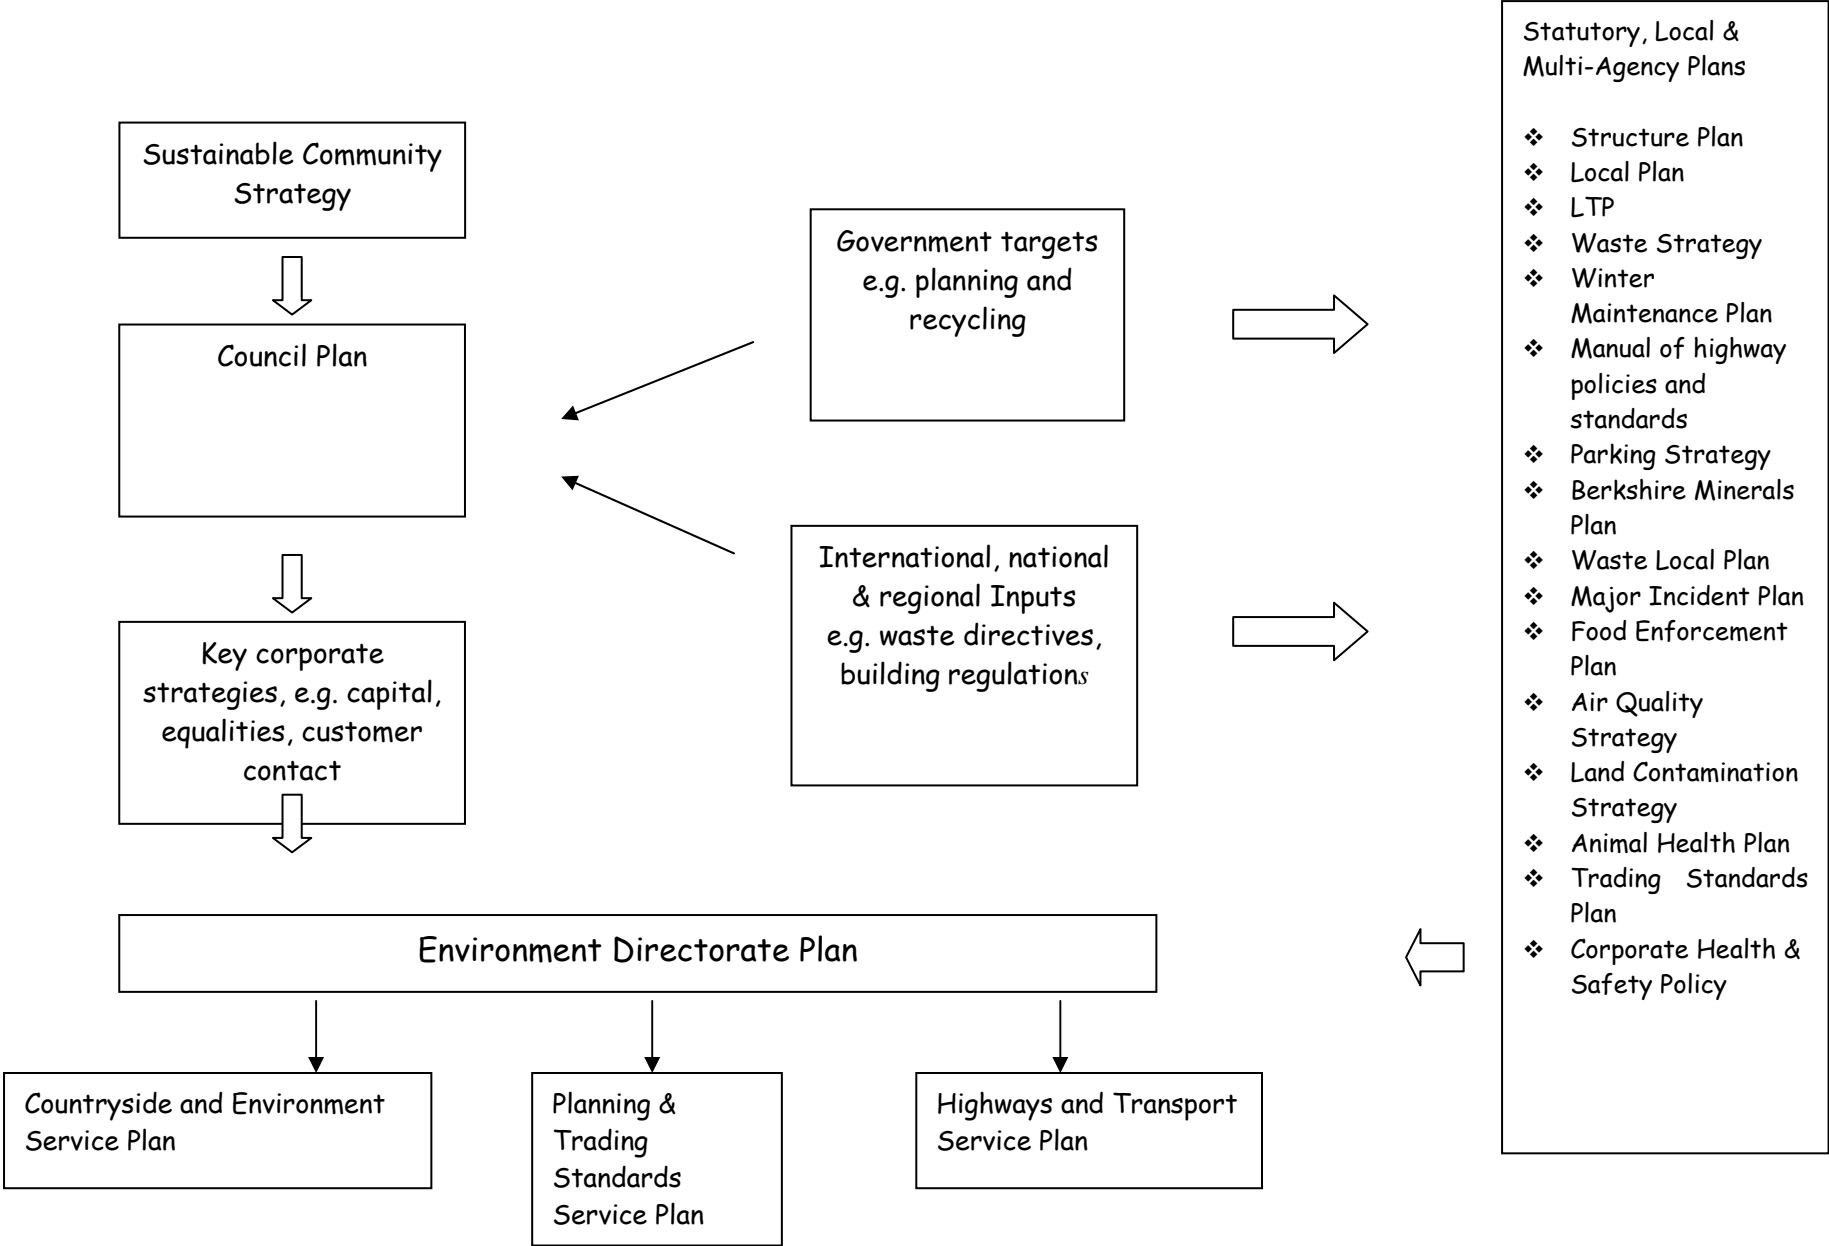 Sustainable Community
Strategy
Council Plan
Key corporate
strategies, e.g. capital,
equalities, customer
contact
Government targets
e.g. planning and
recycling
International, national
& regional Inputs
e.g. waste directives,
building regulations
Statutory, Local &
Multi-Agency Plans
❖ Structure Plan
❖ Local Plan
❖ LTP
❖ Waste Strategy
❖ Winter
Maintenance Plan
❖ Manual of highway
policies and
standards
❖ Parking Strategy
❖ Berkshire Minerals
Plan
❖ Waste Local Plan
❖ Major Incident Plan
❖ Food Enforcement
Plan
❖ Air Quality
Strategy
❖ Land Contamination
Strategy
❖ Animal Health Plan
❖ Trading Standards
Plan
❖ Corporate Health &
Safety Policy
Environment Directorate Plan
Countryside and Environment
Service Plan
Planning &
Trading
Standards
Service Plan
Highways and Transport
Service Plan